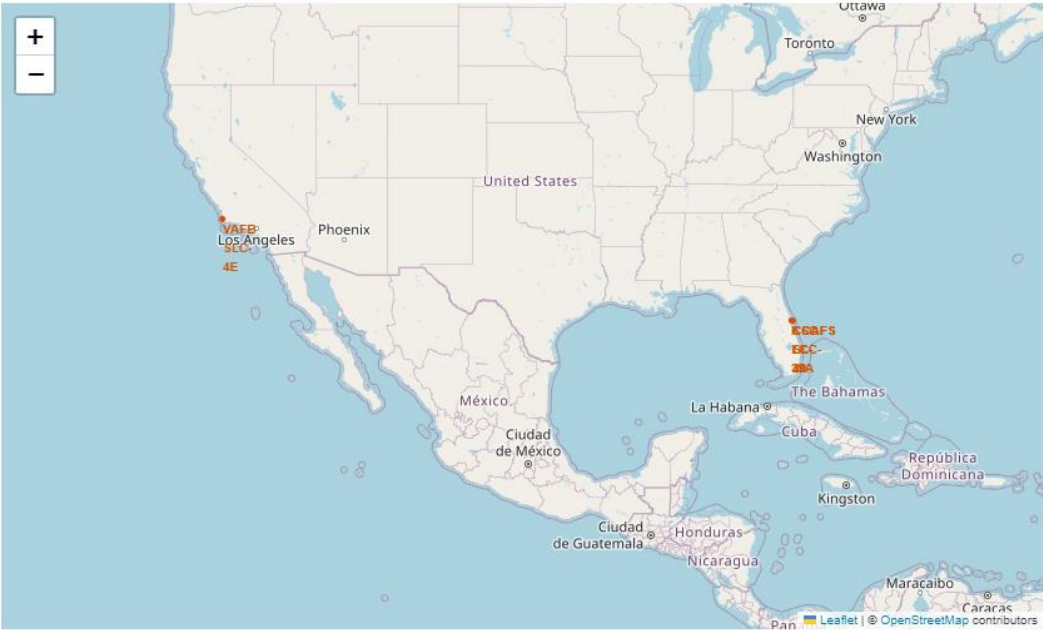 +
−
Ottawa
Toronto
New York
Washington
United States
VAFB
SLC-
4E
Los Angeles
Phoenix
The Bahamas
La Habana
Cuba
México
Ciudad
de México
República
Dominicana
Kingston
Ciudad
de Guatemala
Honduras
Nicaragua
Maracaibo
Caracas
Pan
Leaflet | © OpenStreetMap contributors